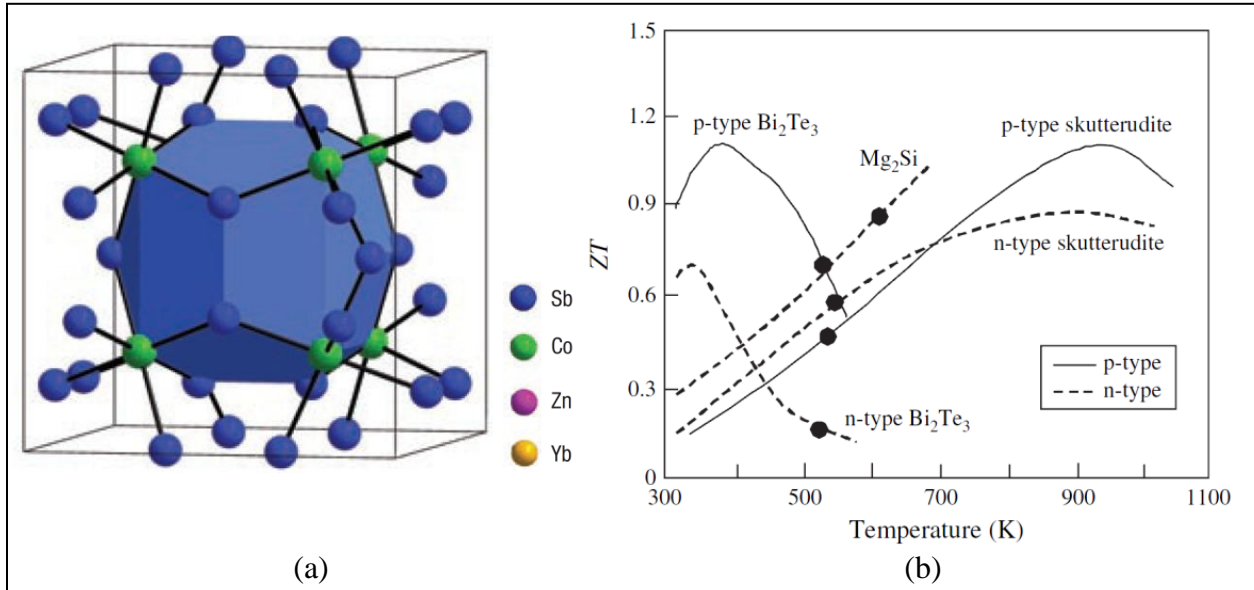 Sb
Co
Zn
Yb
(a)
1.5
1.2
0.9
0.6
0.3
0
ZT
p-type Bi₂Te₃
Mg₂Si
p-type skutterudite
n-type skutterudite
n-type Bi₂Te₃
p-type
n-type
300 500 700 900 1100
Temperature (K)
(b)